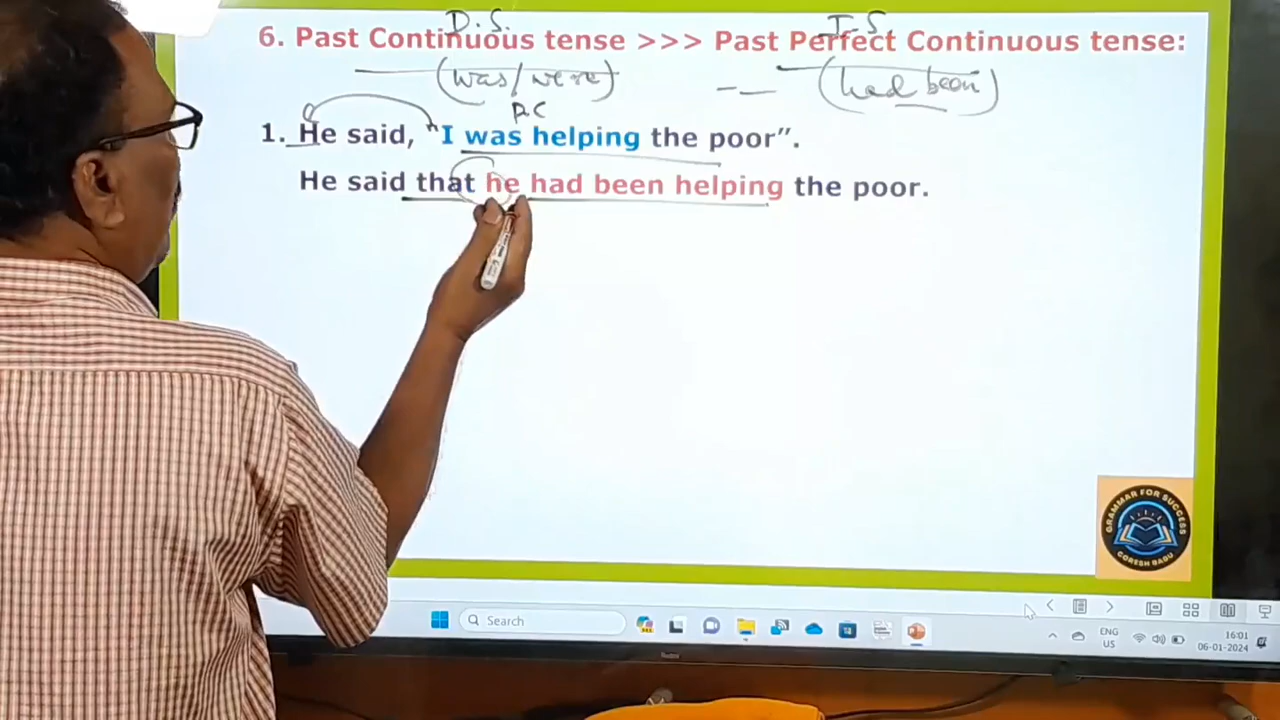 D.S. I-S
6. Past Continuous tense >>> Past Perfect Continuous tense:
(was/were) (had been)
P.C
1. He said, "I was helping the poor”.
He said that he had been helping the poor.
GRAMMAR FOR SUCCESS
GORESH BABU
Search
ENG
US
16:01
06-01-2024